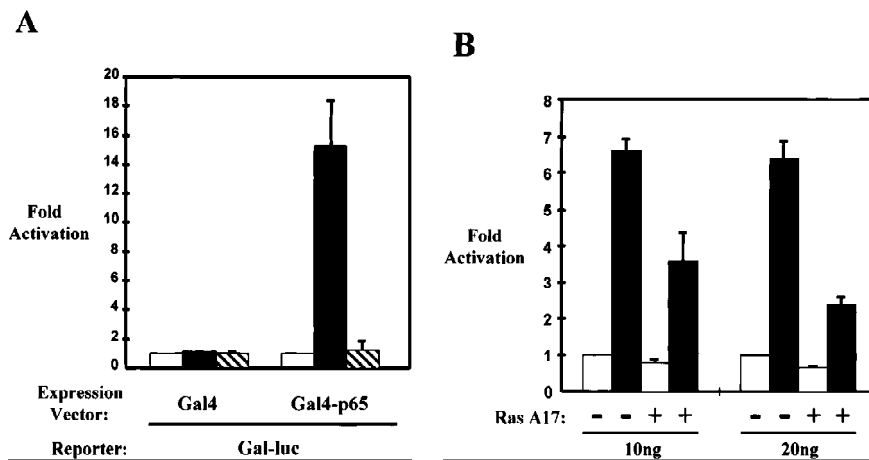 A
20
18
16
14
12
10
8
6
4
2
0
Fold
Activation
Expression
Vector:
Gal4
Gal4-p65
Reporter:
Gal-luc
B
8
7
6
5
4
3
2
1
0
Fold
Activation
Ras A17: - - + + - - + +
10ng 20ng